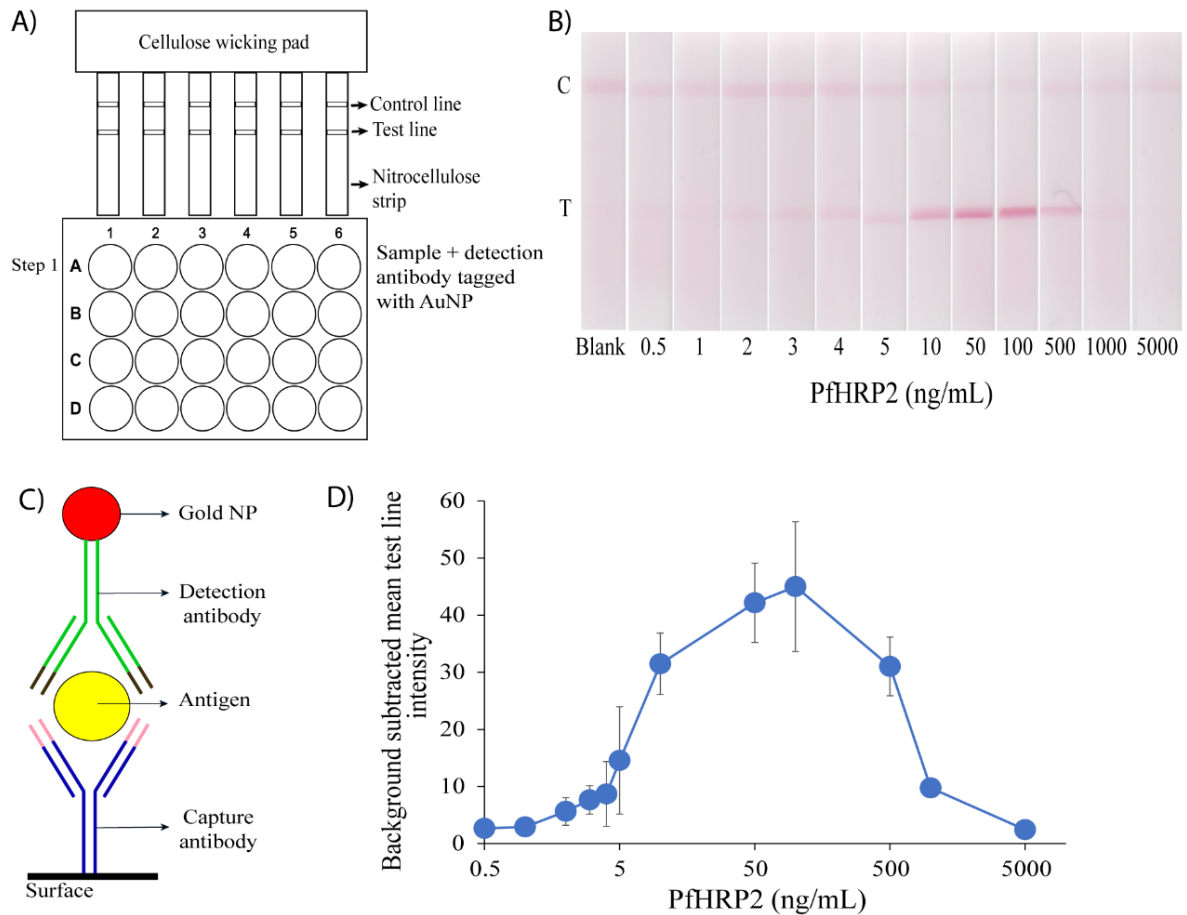 A)
Cellulose wicking pad
Control line
Test line
Nitrocellulose
strip
1 2 3 4 5 6
Step 1
A
B
C
D
Sample + detection
antibody tagged
with AuNP
B)
C
T
Blank 0.5 1 2 3 4 5 10 50 100 500 1000 5000
PfHRP2 (ng/mL)
C)
Gold NP
Detection
antibody
Antigen
Capture
antibody
Surface
D)
Background subtracted mean test line
intensity
60
50
40
30
20
10
0
0.5 5 50 500 5000
PfHRP2 (ng/mL)